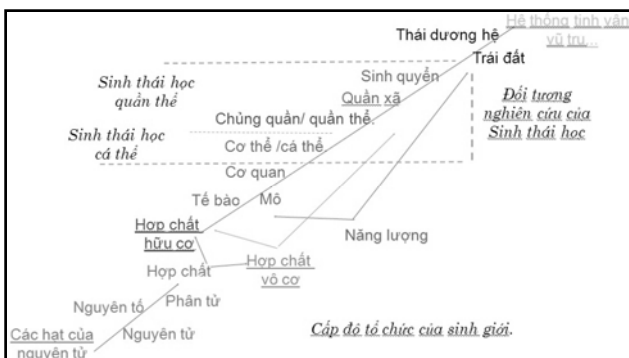 Hệ thống tinh vân
vũ trụ...
Thái dương hệ
Trái đất
Sinh quyển
Sinh thái học
quần thể
Quần xã
Đối tượng
nghiên cứu của
Sinh thái học
Chủng quần/ quần thể.
Sinh thái học
cá thể
Cơ thể /cá thể
Cơ quan
Tế bào
Mô
Hợp chất
hữu cơ
Năng lượng
Hợp chất
vô cơ
Hợp chất
Nguyên tố
Phân tử
Các hạt của
nguyên tử
Nguyên tử
Cấp độ tổ chức của sinh giới.